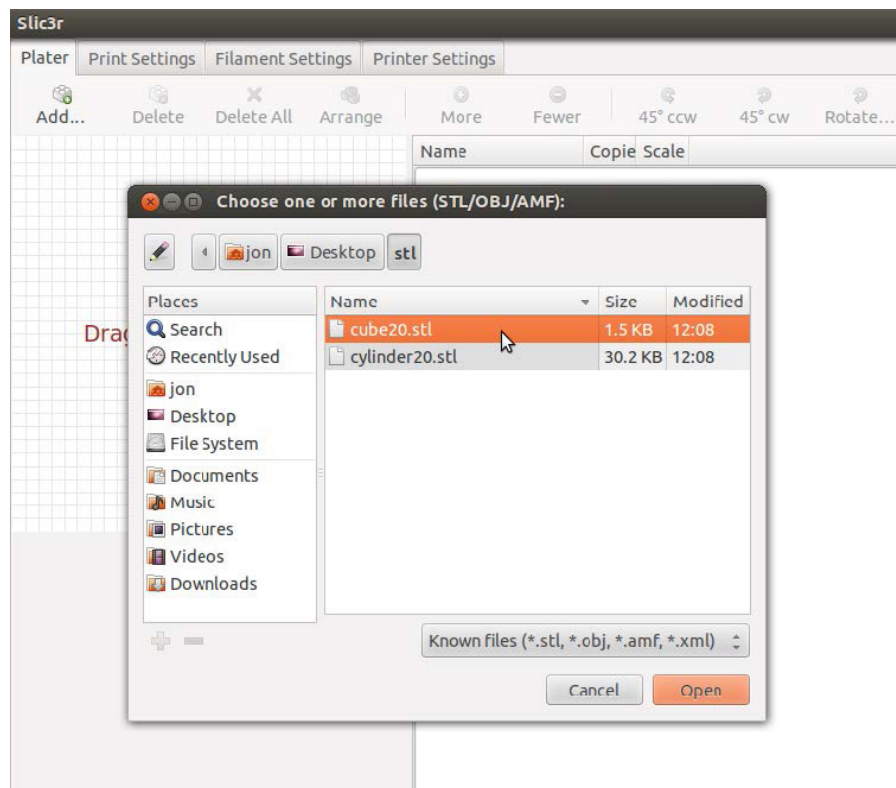 Slic3r
Plater Print Settings Filament Settings Printer Settings
Add... Delete Delete All Arrange More Fewer 45° ccw 45° cw Rotate...
Name Copie Scale
Choose one or more files (STL/OBJ/AMF):
jon Desktop stl
Places
Search
Recently Used
jon
Desktop
File System
Documents
Music
Pictures
Videos
Downloads
Name Size Modified
cube20.stl 1.5 KB 12:08
cylinder20.stl 30.2 KB 12:08
Known files (*.stl, *.obj, *.amf, *.xml)
Cancel Open